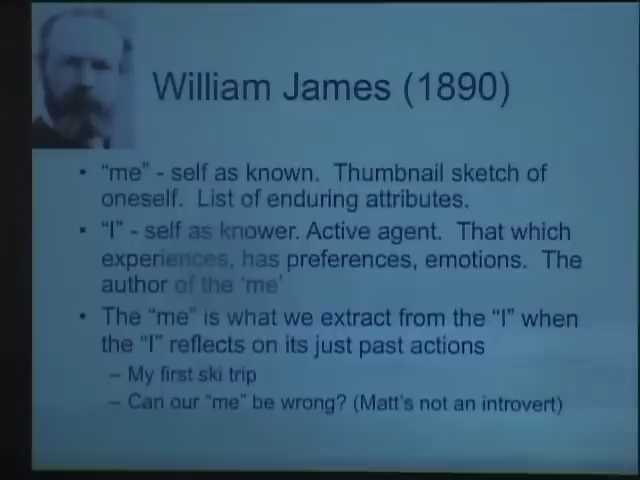 William James (1890)
• "me" - self as known.  Thumbnail sketch of
oneself.  List of enduring attributes.
• "I" - self as knower. Active agent.  That which
experiences, has preferences, emotions.  The
author of the 'me'
• The "me" is what we extract from the "I" when
the "I" reflects on its just past actions
– My first ski trip
– Can our "me" be wrong? (Matt's not an introvert)